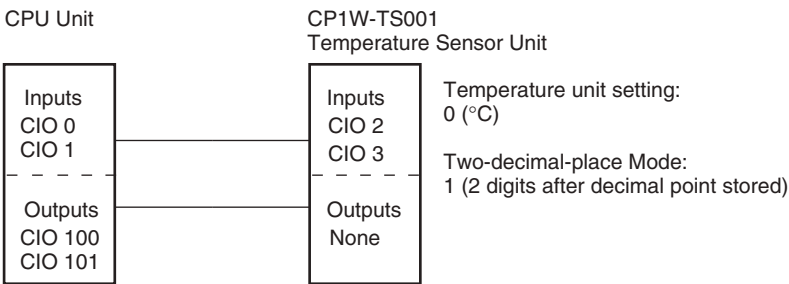 CPU Unit
CP1W-TS001
Temperature Sensor Unit
Inputs
CIO 0
CIO 1
Outputs
CIO 100
CIO 101
Inputs
CIO 2
CIO 3
Outputs
None
Temperature unit setting:
0 (°C)
Two-decimal-place Mode:
1 (2 digits after decimal point stored)